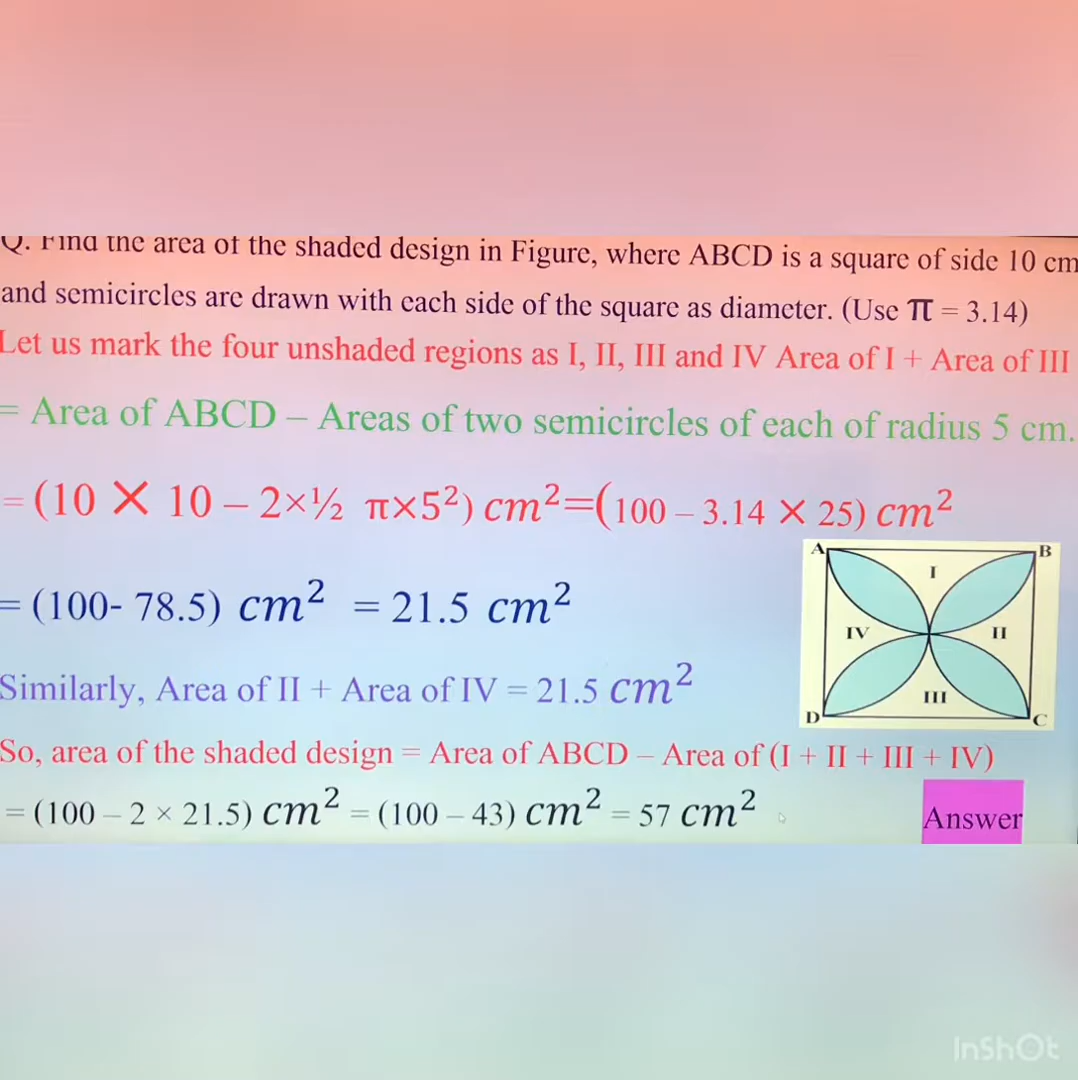 Q. Find the area of the shaded design in Figure, where ABCD is a square of side 10 cm
and semicircles are drawn with each side of the square as diameter. (Use π = 3.14)
Let us mark the four unshaded regions as I, II, III and IV Area of I + Area of III
= Area of ABCD – Areas of two semicircles of each of radius 5 cm.
= (10 × 10 – 2×½ π×5²) cm²=(100 – 3.14 × 25) cm²
= (100- 78.5) cm² = 21.5 cm²
Similarly, Area of II + Area of IV = 21.5 cm²
So, area of the shaded design = Area of ABCD – Area of (I + II + III + IV)
= (100 – 2 × 21.5) cm² = (100 – 43) cm² = 57 cm²
A
B
I
IV
II
III
D
C
Answer
InShOt